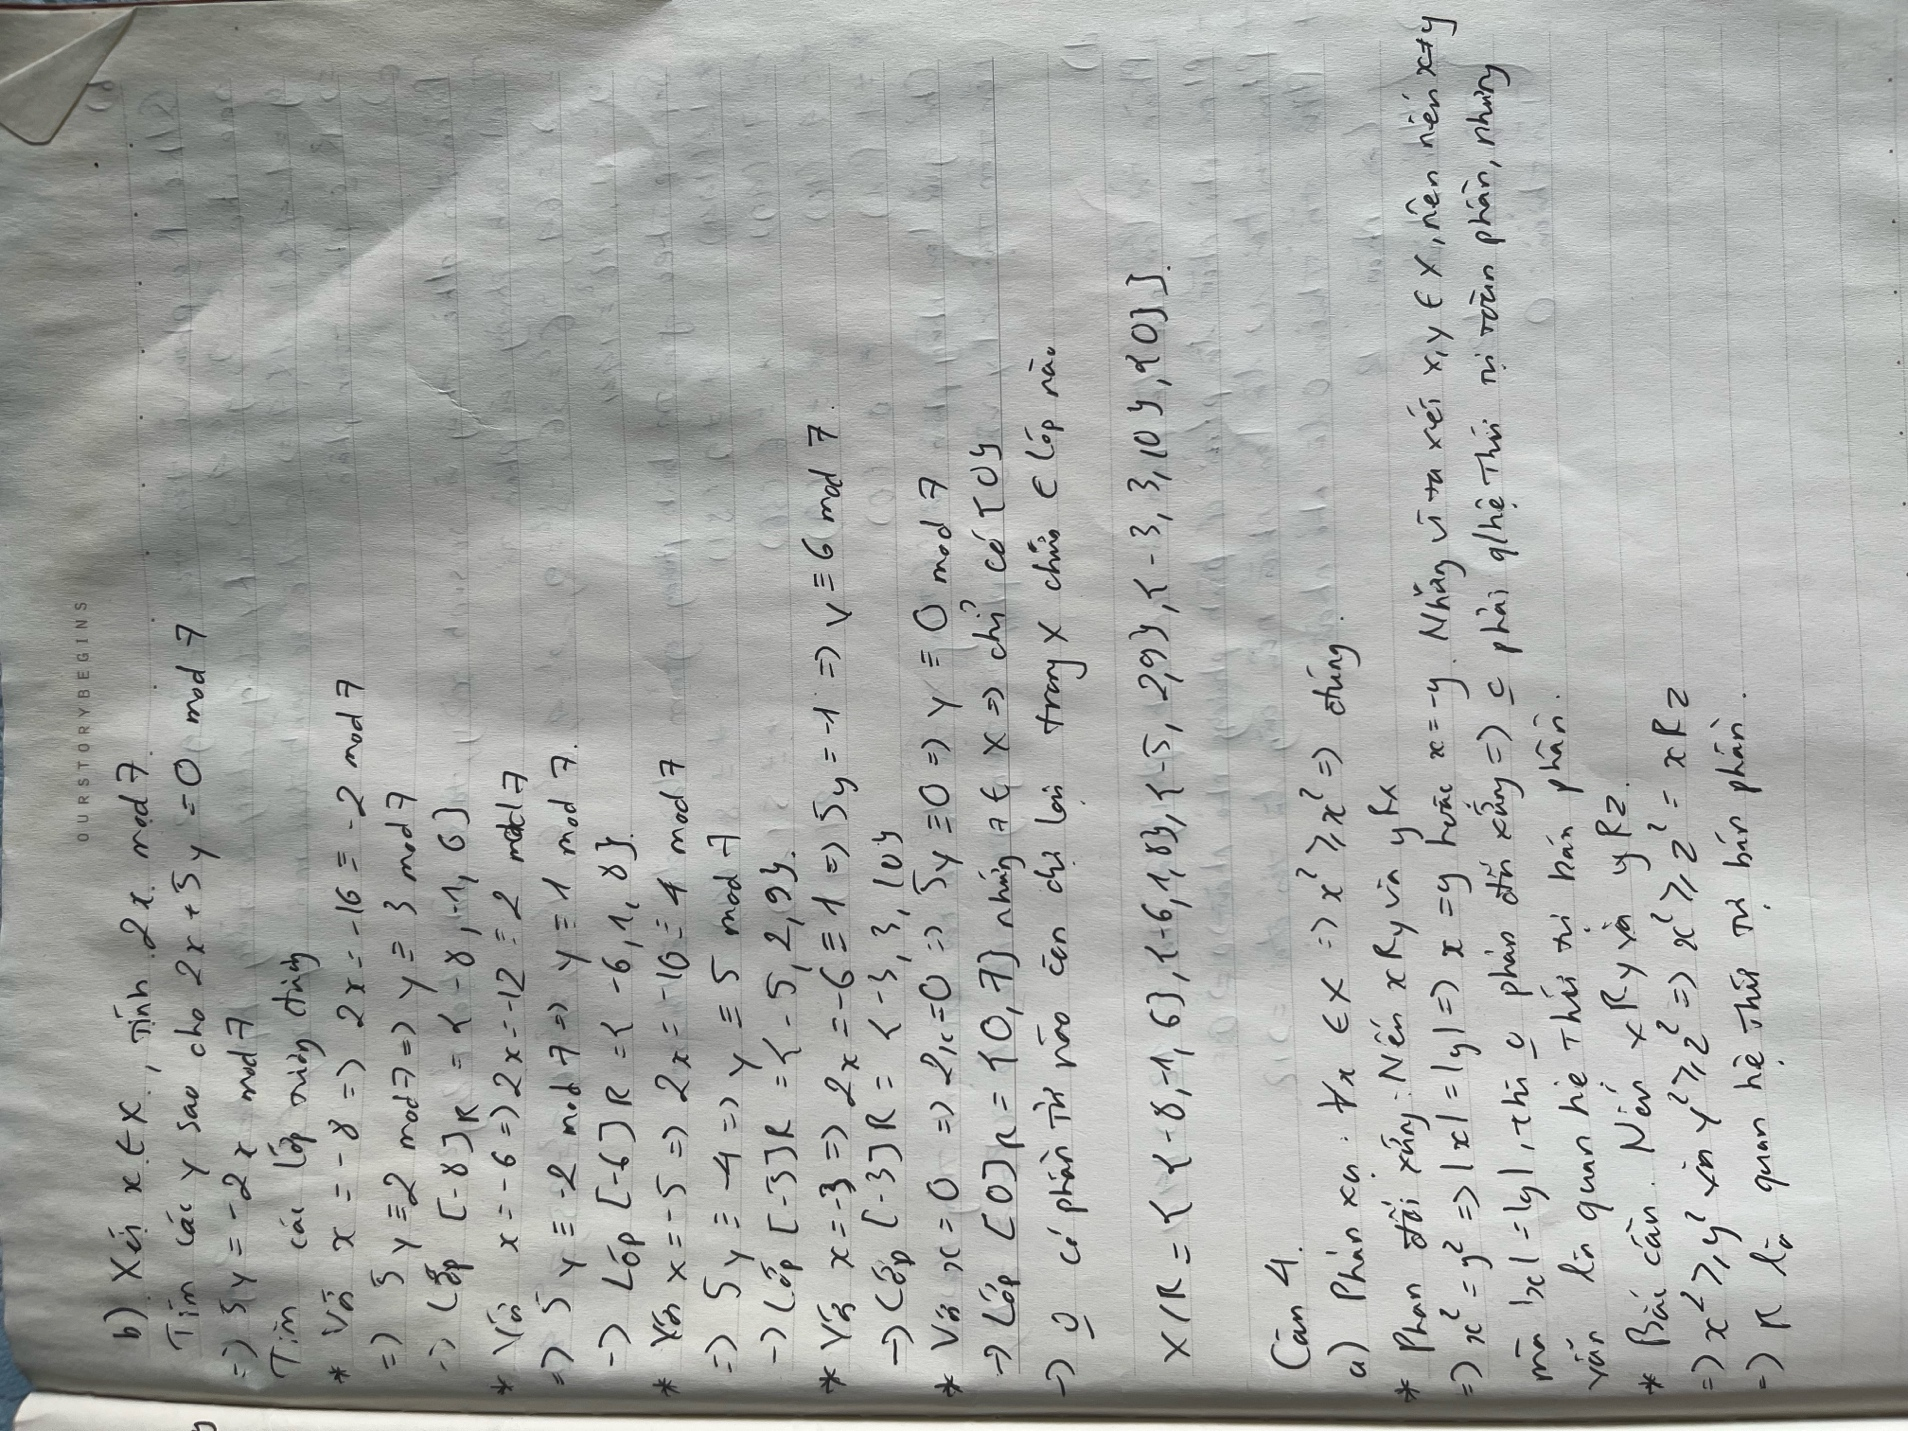 OURSTORYBEGINS
b) Xét x ∈ X, tính 2x mod 7.
Tìm các y sao cho 2x + 5y = 0 mod 7
=) 5y = -2x mod 7
Tìm các lớp tương đương
* Với x = -8 =) 2x = -16 = -2 mod 7
=) 5y ≡ 2 mod 7 =) y ≡ 3 mod 7
-) Lớp [-8]R = {-8, -1, 6}
* Với x = -6 =) 2x = -12 = 2 mod 7
=) 5y ≡ -2 mod 7 =) y ≡ 1 mod 7.
-) Lớp [-6]R = {-6, 1, 8}.
* Với x = -5 =) 2x = -10 = 4 mod 7
=) 5y = -4 =) y ≡ 5 mod 7
-) Lớp [-5]R = {-5, 2, 9}.
* Với x = -3 =) 2x = -6 ≡ 1 =) 5y = -1 =) y ≡ 6 mod 7.
-) Lớp [-3]R = {-3, 3, 10}
* Với x = 0 =) 2x = 0 =) 5y ≡ 0 =) y = 0 mod 7
-) Lớp [0]R = {0, 7} nhưng 7 ∉ X =) chỉ có {0}
-) o có phần tử nào còn lại trong X chưa ∈ lớp nào
X/R = {{-8, -1, 6}, {-6, 1, 8}, {-5, 2, 9}, {-3, 3, 10}, {0}}.
Câu 4.
a) Phản xạ: ∀x ∈ X =) x² ⩾ x² =) đúng.
* Phản đối xứng: Nếu xRy và yRx
=) x² = y² =) |x| = |y| =) x = y hoặc x = -y. Nhưng vì ta xét x, y ∈ X, nên nếu x ≠ y
mà |x| = |y|, thì o phản đối xứng =) c phải q/hệ thứ tự toàn phần, nhưng
vẫn là quan hệ thứ tự bán phần.
* Bắc cầu. Nếu xRy và yRz.
=) x² ⩾ y² và y² ⩾ z² =) x² ⩾ z² = xRz
=) R là quan hệ thứ tự bán phần.